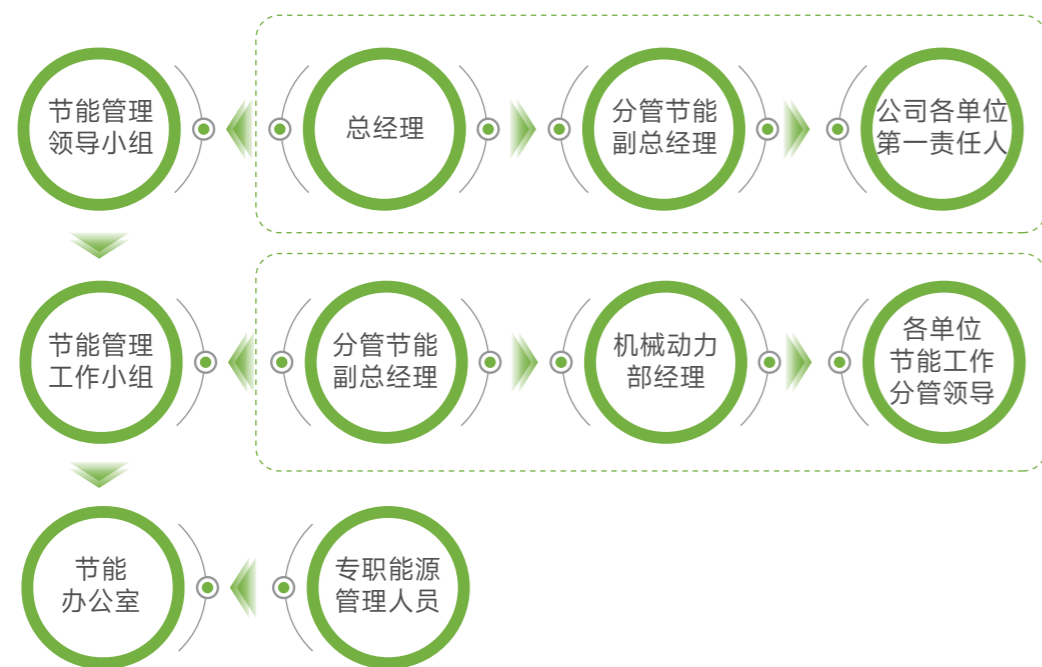 节能管理
领导小组
总经理
分管节能
副总经理
公司各单位
第一责任人
节能管理
工作小组
分管节能
副总经理
机械动力
部经理
各单位
节能工作
分管领导
节能
办公室
专职能源
管理人员